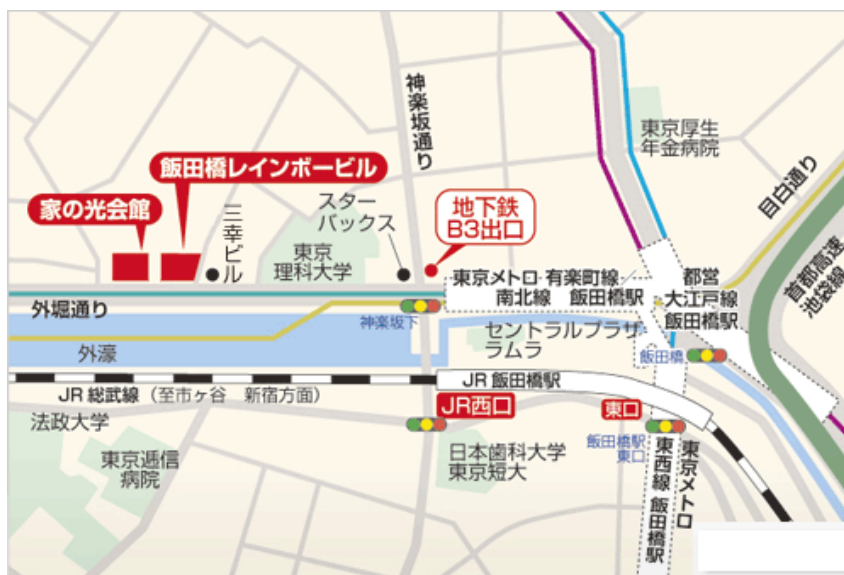 神楽坂通り
東京厚生
年金病院
目白通り
飯田橋レインボービル
家の光会館
三幸ビル
スター
バックス
地下鉄
B3出口
東京
理科大学
東京メトロ 有楽町線
南北線 飯田橋駅
都営
大江戸線
飯田橋駅
首都高速
池袋線
外堀通り
神楽坂下
セントラルプラザ
ラムラ
飯田橋
外濠
JR 飯田橋駅
JR 総武線（至市ヶ谷 新宿方面）
JR西口
東口
法政大学
東京逓信
病院
日本歯科大学
東京短大
飯田橋駅
東口
東京メトロ
東西線 飯田橋駅